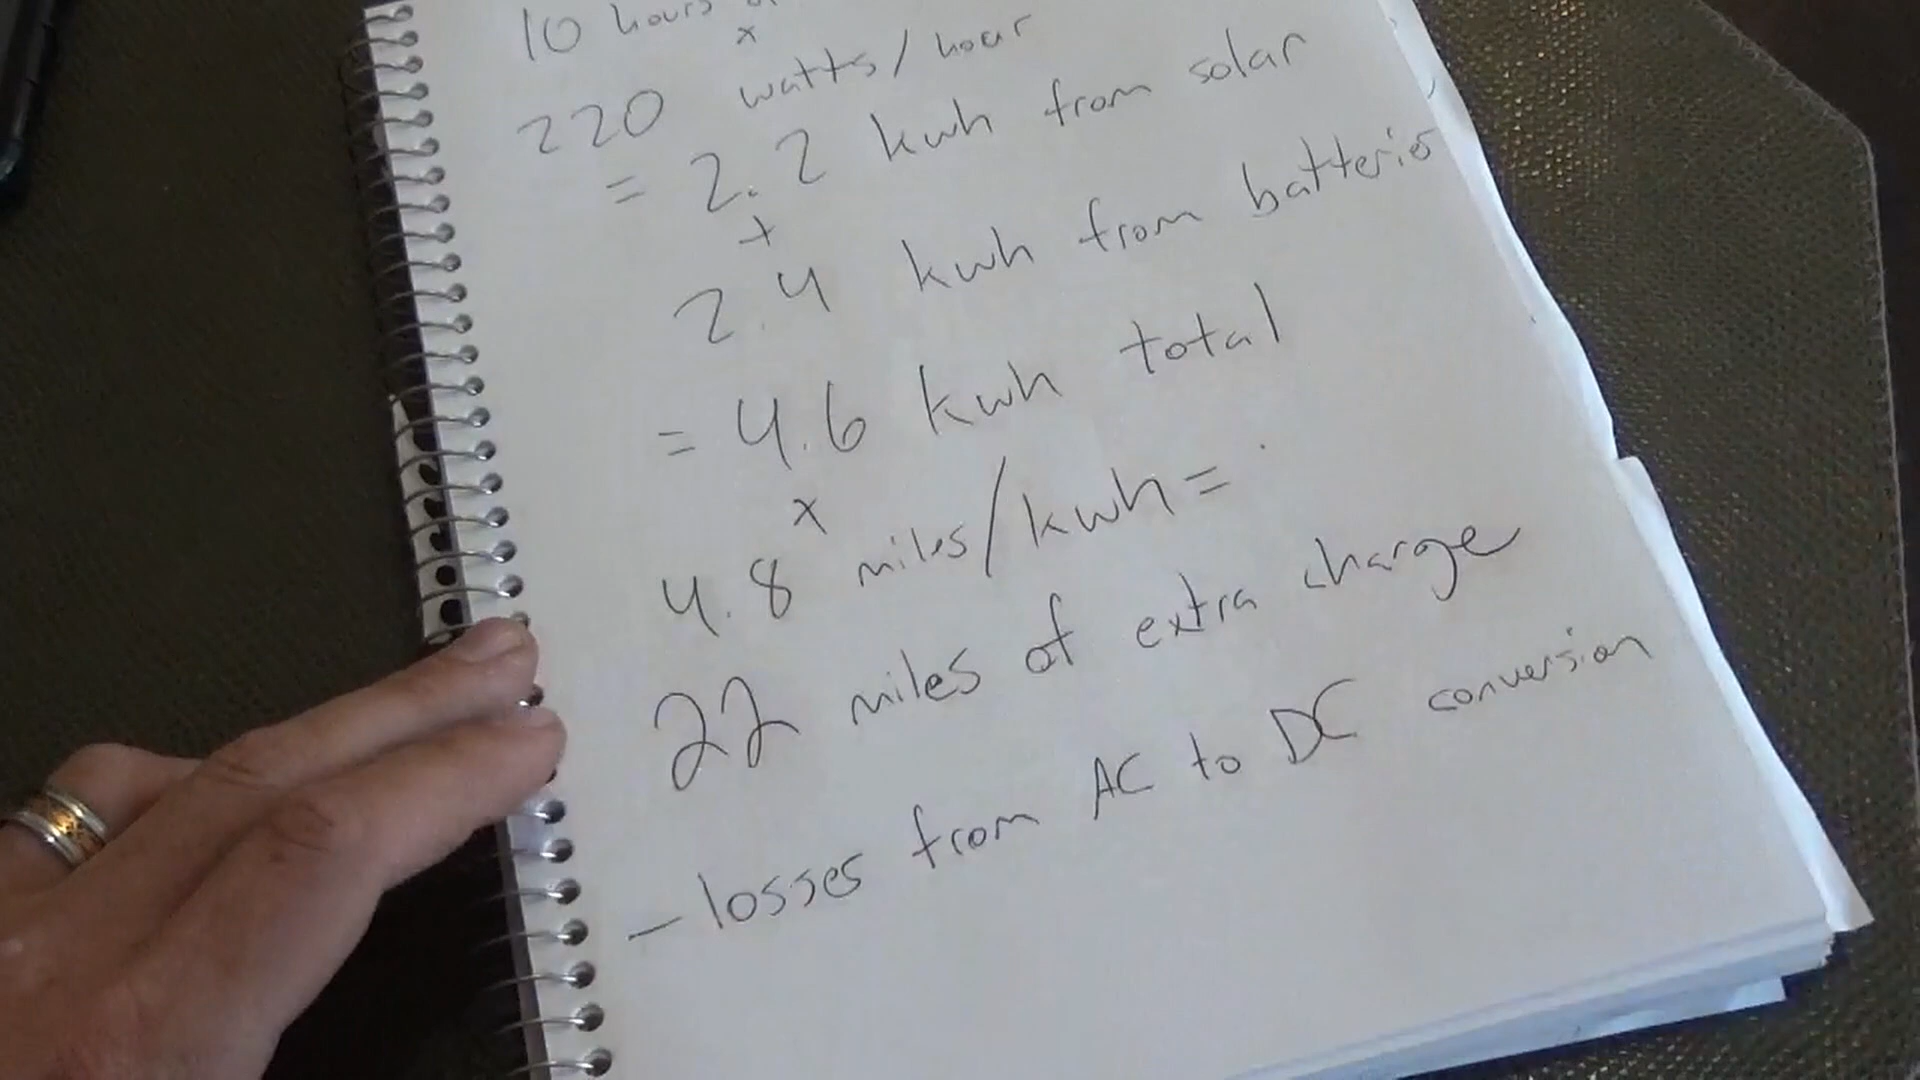 10 hours
x
220 watts/hour
= 2.2 kwh from solar
+
2.4 kwh from batteries
= 4.6 kwh total
x
4.8 miles/kwh =
22 miles of extra charge
- losses from AC to DC conversion